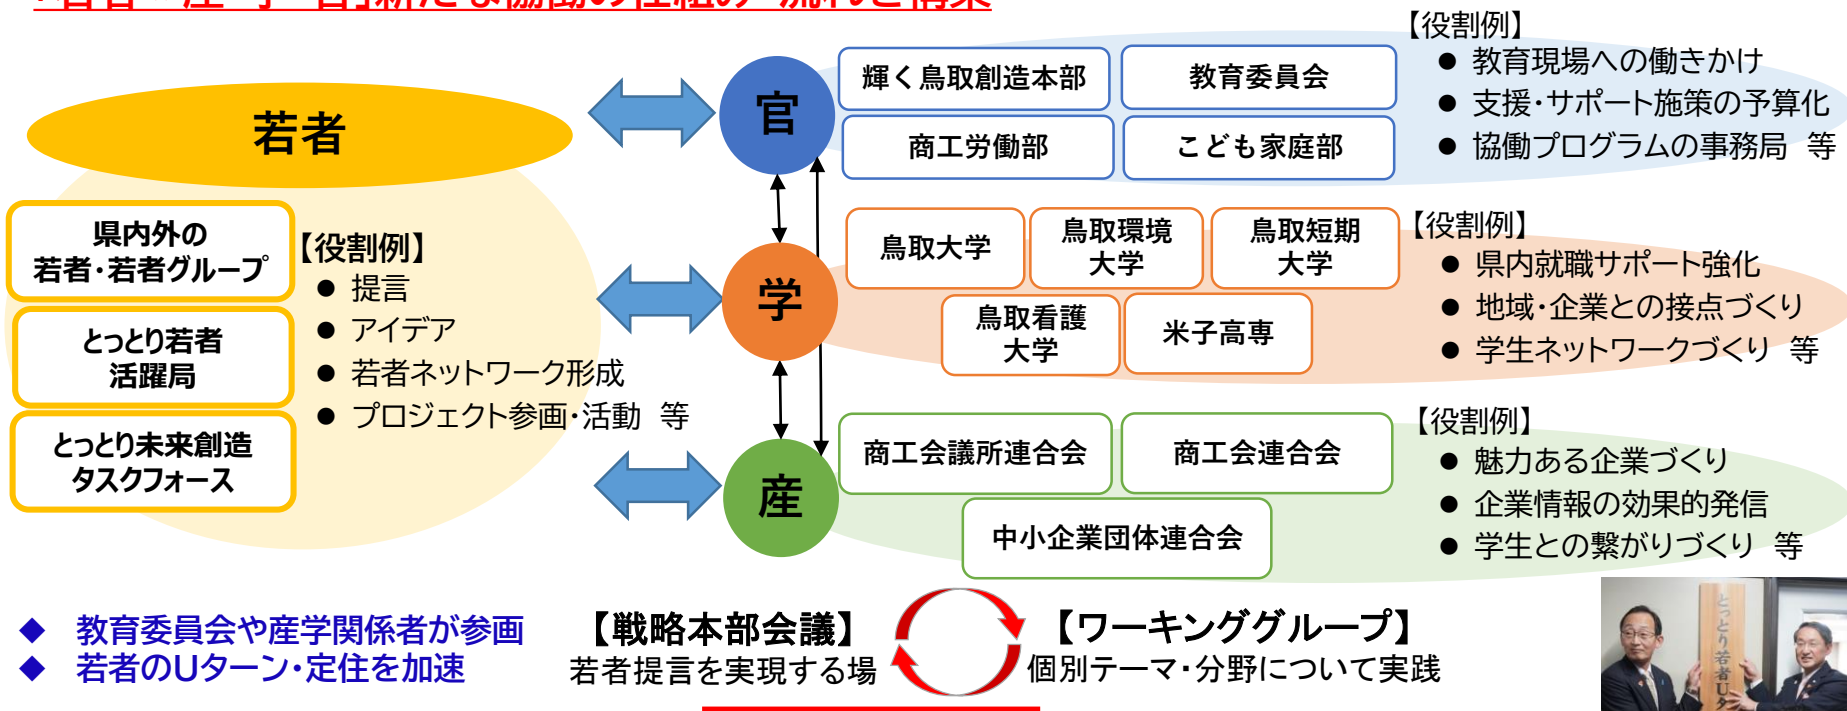 新たな協働の仕組み
若者
県内外の
若者・若者グループ
とっとり若者
活躍局
とっとり未来創造
タスクフォース
【役割例】
● 提言
● アイデア
● 若者ネットワーク形成
● プロジェクト参画・活動 等
官
輝く鳥取創造本部
教育委員会
商工労働部
こども家庭部
【役割例】
● 教育現場への働きかけ
● 支援・サポート施策の予算化
● 協働プログラムの事務局 等
学
鳥取大学
鳥取環境
大学
鳥取短期
大学
鳥取看護
大学
米子高専
【役割例】
● 県内就職サポート強化
● 地域・企業との接点づくり
● 学生ネットワークづくり 等
産
商工会議所連合会
商工会連合会
中小企業団体連合会
【役割例】
● 魅力ある企業づくり
● 企業情報の効果的発信
● 学生との繋がりづくり 等
◆ 教育委員会や産学関係者が参画
◆ 若者のUターン・定住を加速
【戦略本部会議】
若者提言を実現する場
【ワーキンググループ】
個別テーマ・分野について実践
とっとり若者U